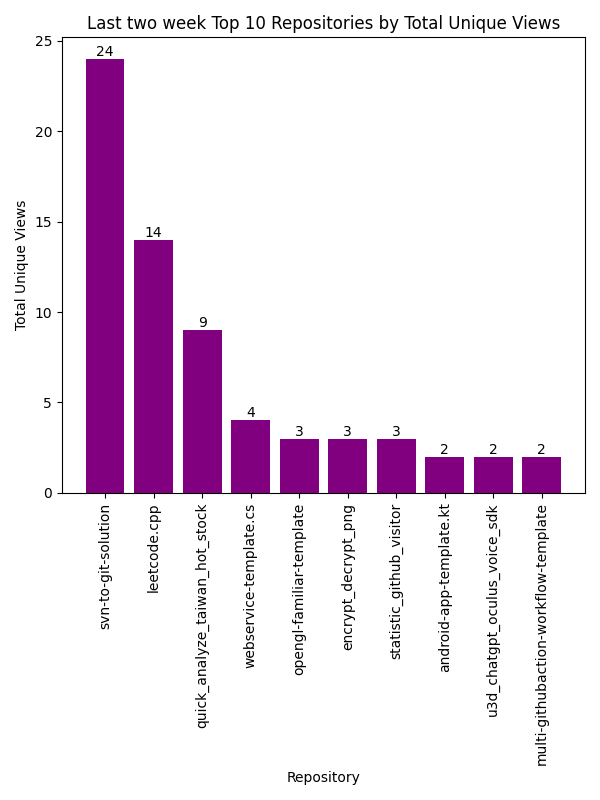 Last two week Top 10 Repositories by Total Unique Views
Total Unique Views
25
20
15
10
5
0
24
14
9
4
3
3
3
2
2
2
svn-to-git-solution
leetcode.cpp
quick_analyze_taiwan_hot_stock
webservice-template.cs
opengl-familiar-template
encrypt_decrypt_png
statistic_github_visitor
android-app-template.kt
u3d_chatgpt_oculus_voice_sdk
multi-githubaction-workflow-template
Repository